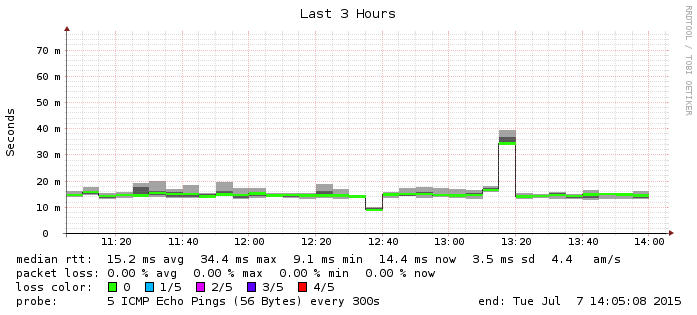 Last 3 Hours
RRDTOOL / TOBI OETIKER
Seconds
70 m
60 m
50 m
40 m
30 m
20 m
10 m
0
11:20 11:40 12:00 12:20 12:40 13:00 13:20 13:40 14:00
median rtt: 15.2 ms avg 34.4 ms max 9.1 ms min 14.4 ms now 3.5 ms sd 4.4 am/s
packet loss: 0.00 % avg 0.00 % max 0.00 % min 0.00 % now
loss color: 0 1/5 2/5 3/5 4/5
probe: 5 ICMP Echo Pings (56 Bytes) every 300s end: Tue Jul 7 14:05:08 2015